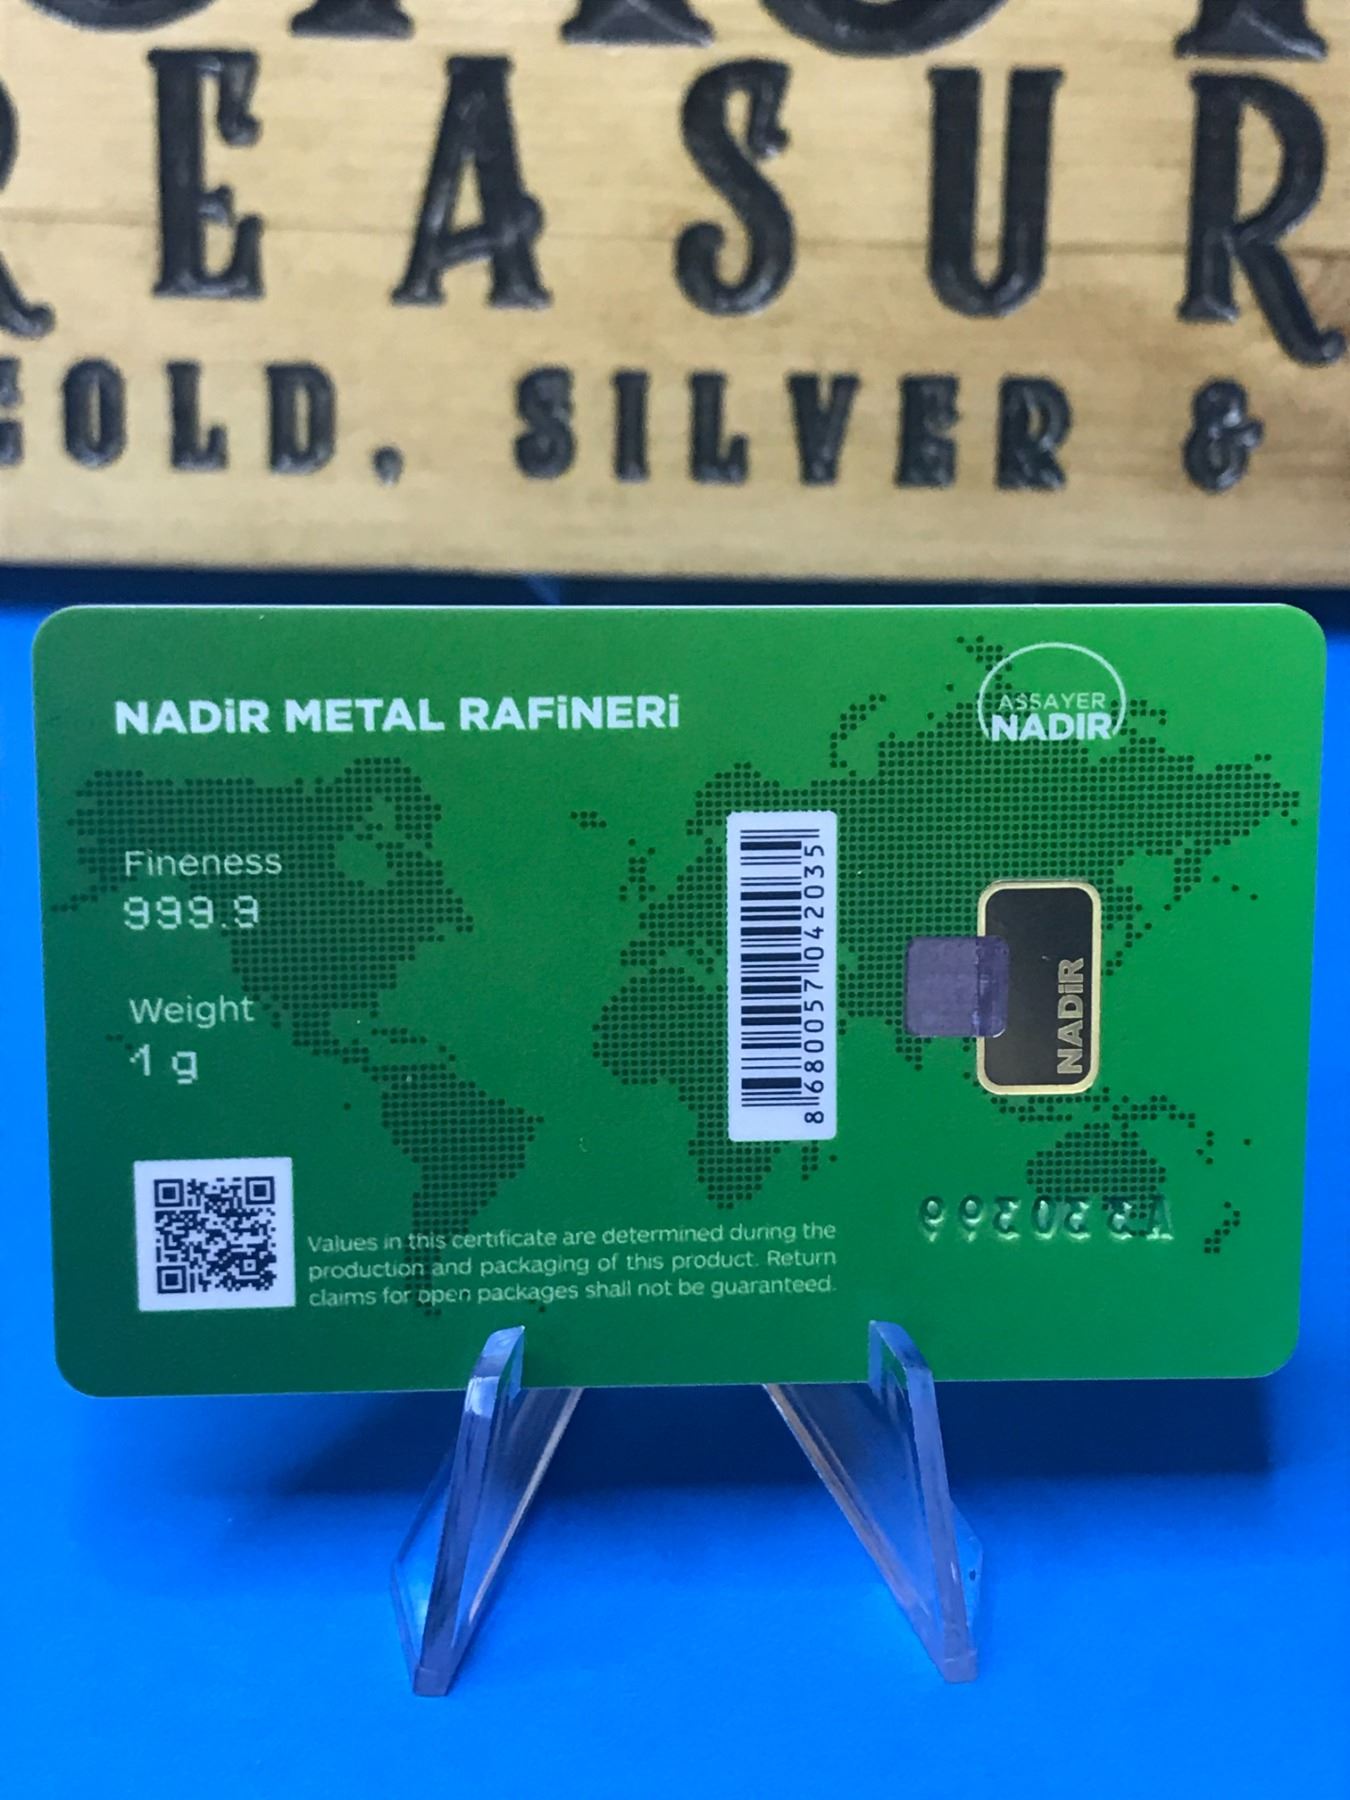 REASUR
GOLD, SILVER &
NADiR METAL RAFiNERi
ASSAYER
NADIR
Fineness
999.9
Weight
1 g
8680057042035
NADiR
Values in this certificate are determined during the
production and packaging of this product. Return
claims for open packages shall not be guaranteed.